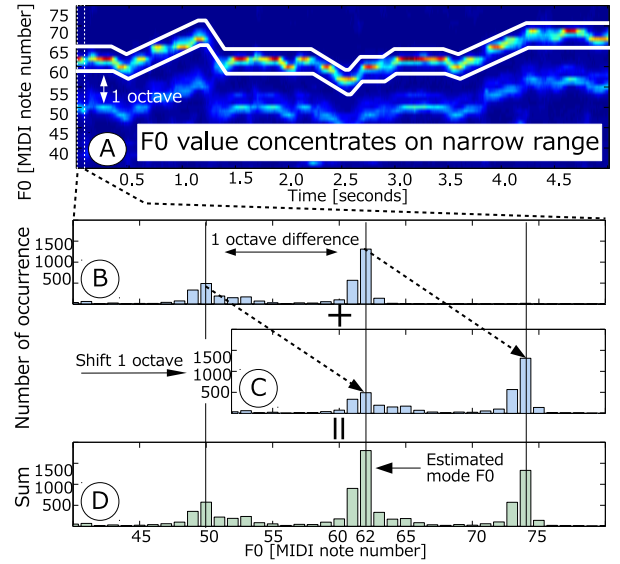 F0 [MIDI note number]
75
70
65
60
55
50
45
40
1 octave
A
F0 value concentrates on narrow range
0.5 1.0 1.5 2.0 2.5 3.0 3.5 4.0 4.5
Time [seconds]
Number of occurrence
1500
1000
500
B
1 octave difference
+
Shift 1 octave
1500
1000
500
C
=
Sum
1500
1000
500
D
Estimated
mode F0
45 50 55 60 62 65 70 75
F0 [MIDI note number]